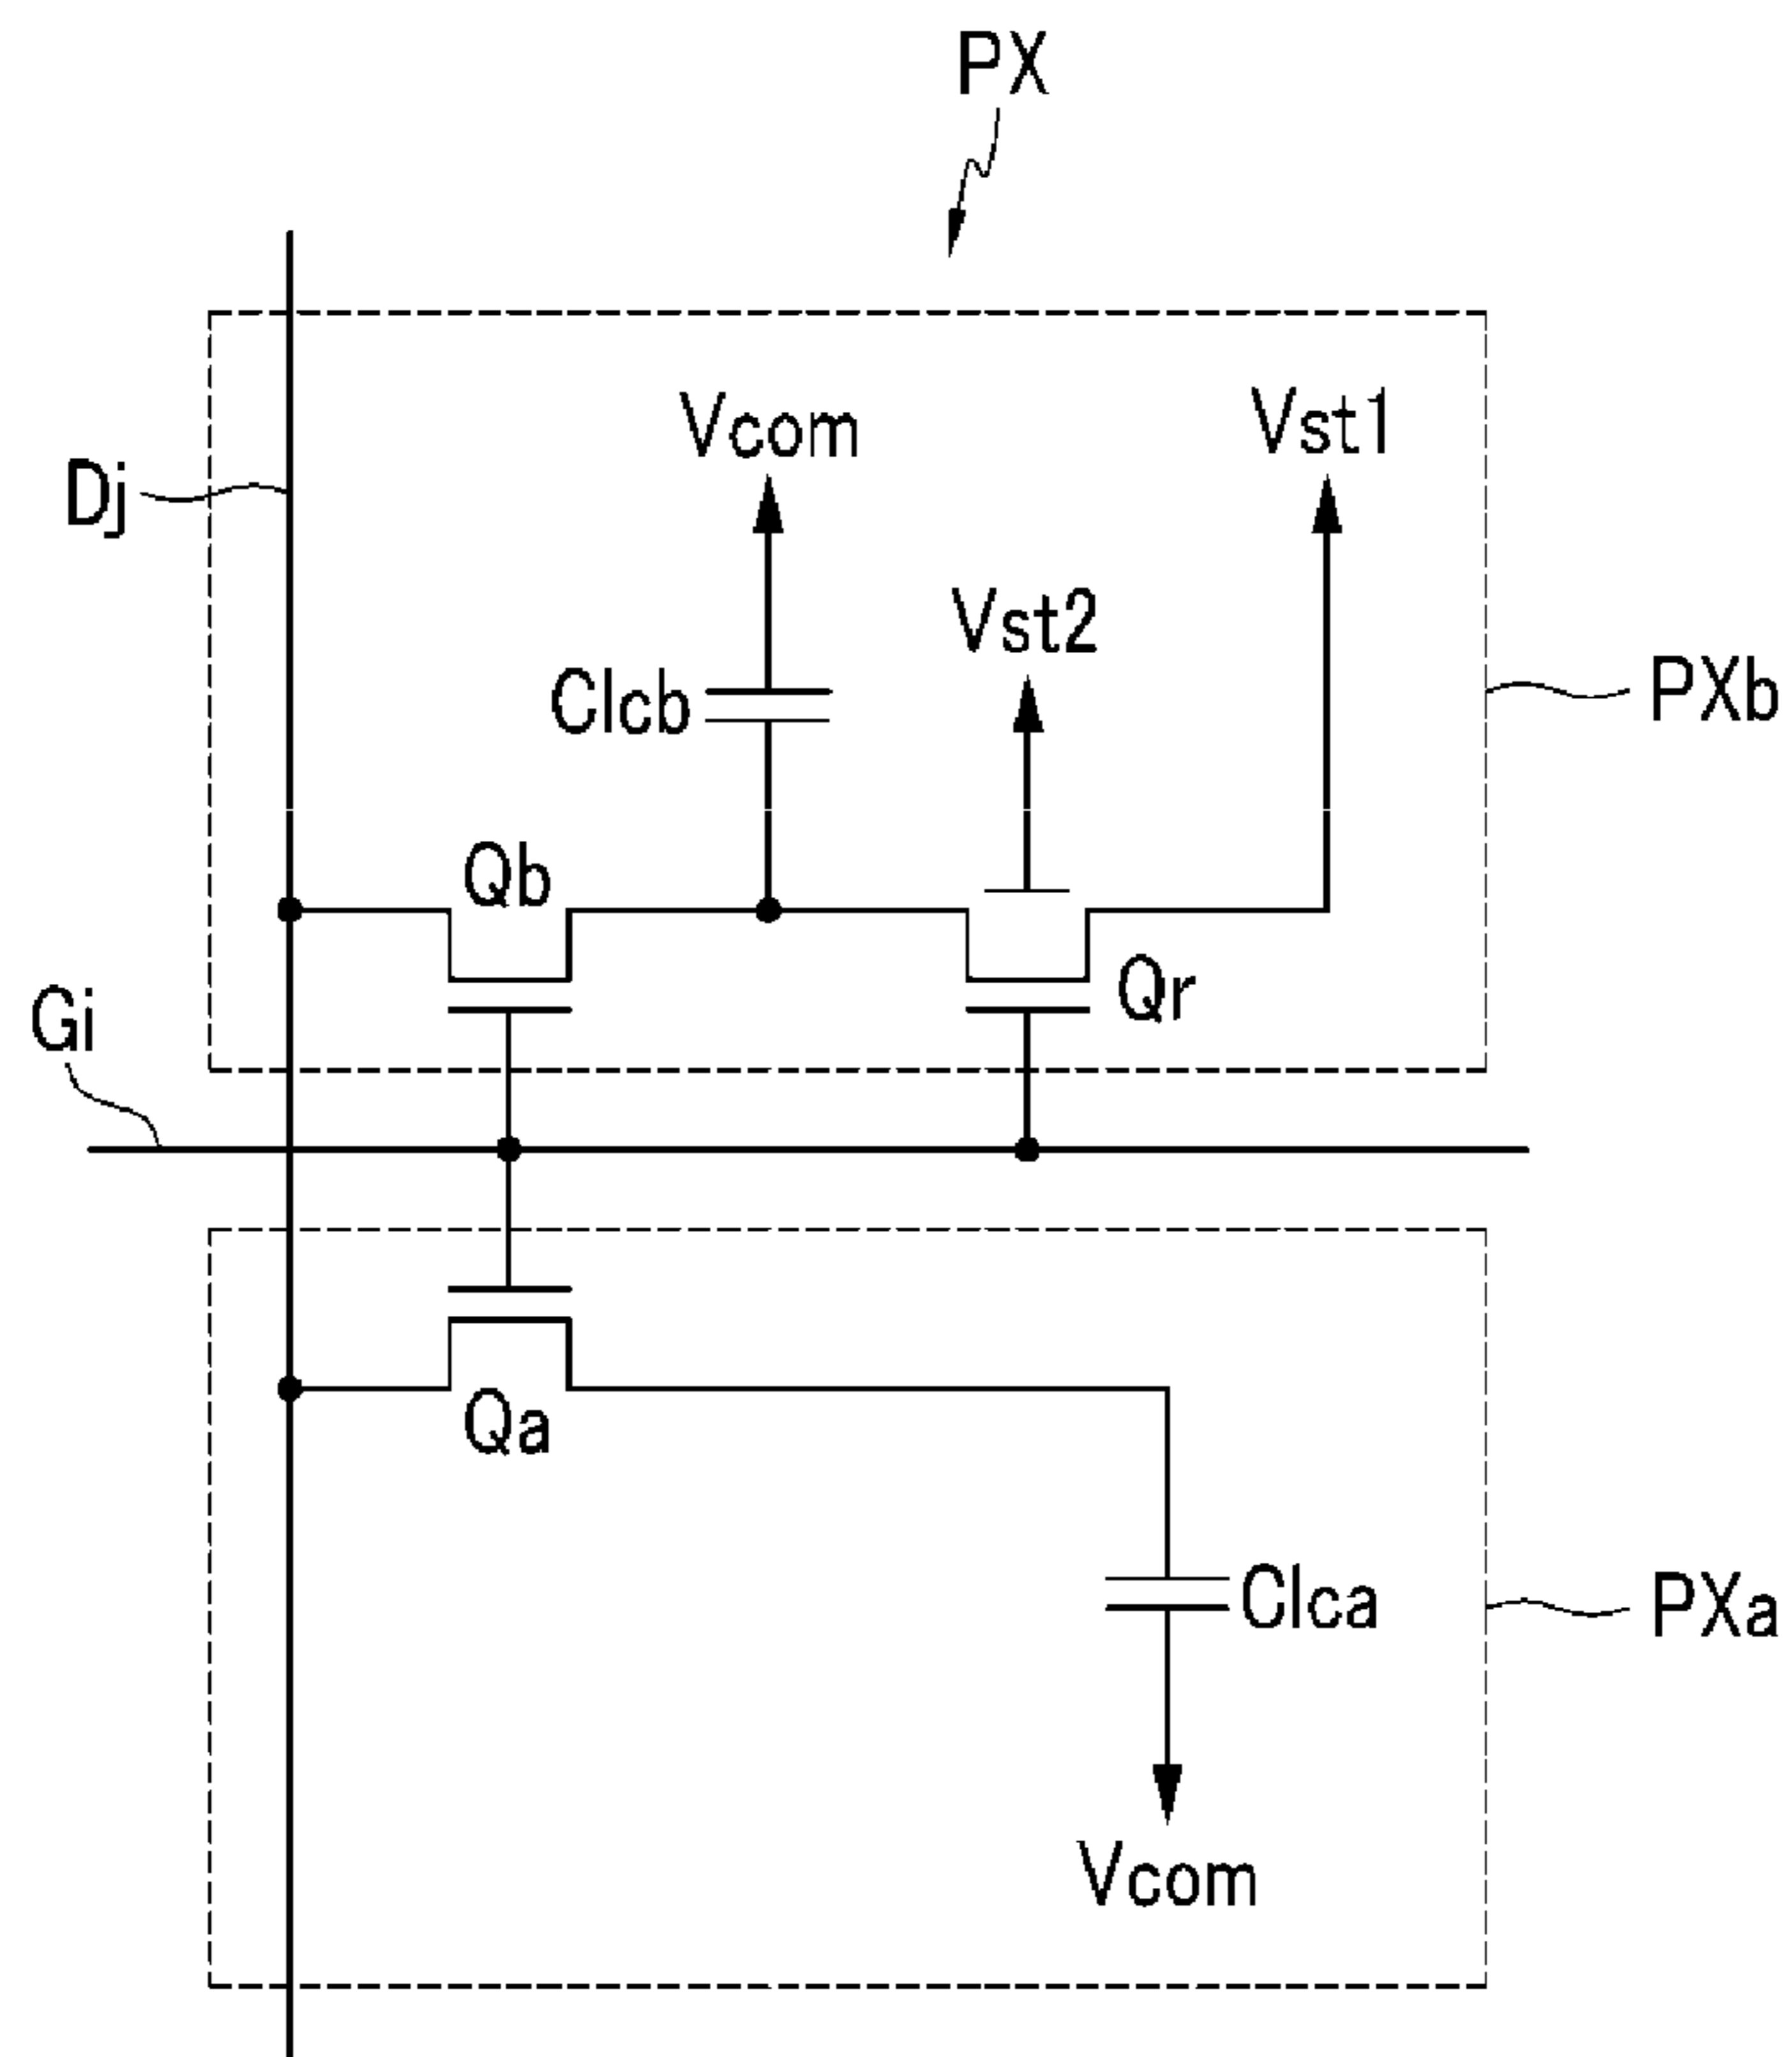 PX
Vcom
Vst1
Dj
Vst2
Clcb
PXb
Qb
Qr
Gi
Qa
Clca
PXa
Vcom